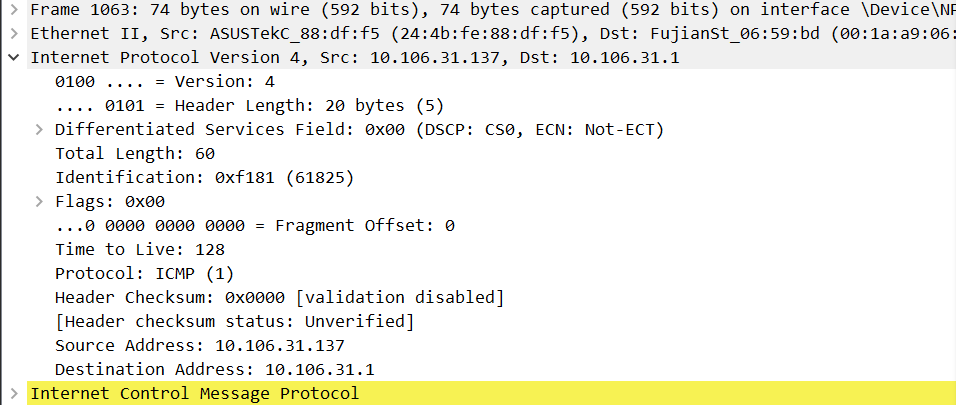 Frame 1063: 74 bytes on wire (592 bits), 74 bytes captured (592 bits) on interface \Device\NP
Ethernet II, Src: ASUSTekC_88:df:f5 (24:4b:fe:88:df:f5), Dst: FujianSt_06:59:bd (00:1a:a9:06:
Internet Protocol Version 4, Src: 10.106.31.137, Dst: 10.106.31.1
0100 .... = Version: 4
.... 0101 = Header Length: 20 bytes (5)
Differentiated Services Field: 0x00 (DSCP: CS0, ECN: Not-ECT)
Total Length: 60
Identification: 0xf181 (61825)
Flags: 0x00
...0 0000 0000 0000 = Fragment Offset: 0
Time to Live: 128
Protocol: ICMP (1)
Header Checksum: 0x0000 [validation disabled]
[Header checksum status: Unverified]
Source Address: 10.106.31.137
Destination Address: 10.106.31.1
Internet Control Message Protocol